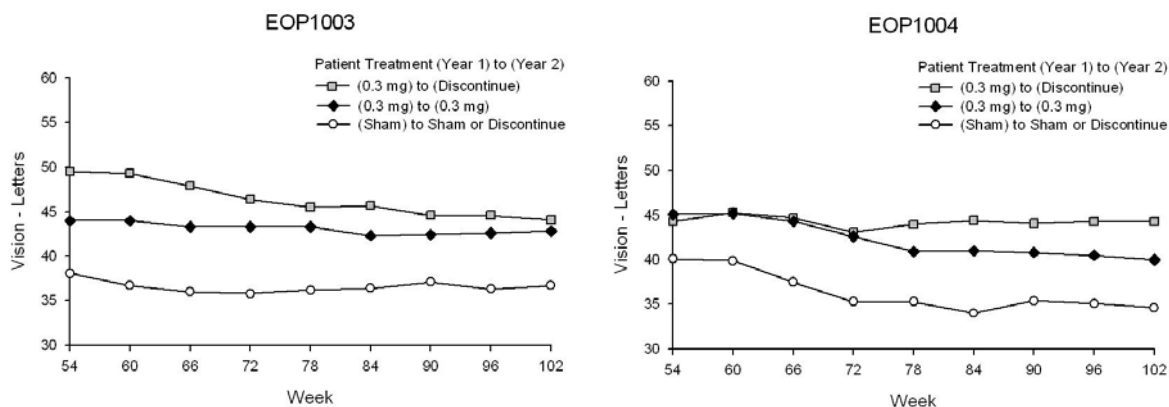 EOP1003
Patient Treatment (Year 1) to (Year 2)
(0.3 mg) to (Discontinue)
(0.3 mg) to (0.3 mg)
(Sham) to Sham or Discontinue
Vision - Letters
60
55
50
45
40
35
30
54 60 66 72 78 84 90 96 102
Week
EOP1004
Patient Treatment (Year 1) to (Year 2)
(0.3 mg) to (Discontinue)
(0.3 mg) to (0.3 mg)
(Sham) to Sham or Discontinue
Vision - Letters
60
55
50
45
40
35
30
54 60 66 72 78 84 90 96 102
Week